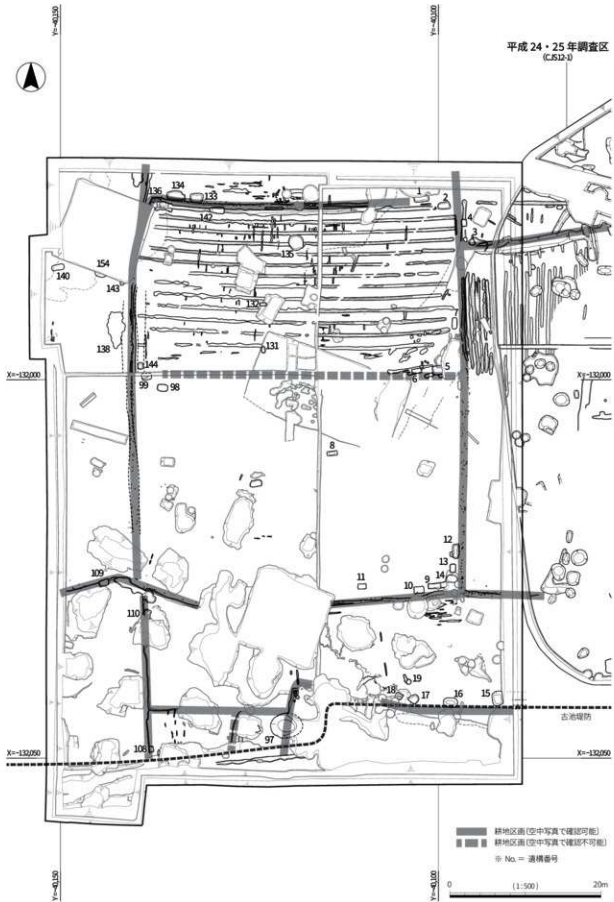 Y=-40,150
Y=-40,100
平成 24・25 年調査区
(CJS12-1)
134
136
133
1
2
142
4
3
135
154
140
143
132
138
131
144
X=-132,000
99
98
5
6
X=-132,000
8
12
13
109
11
10
9
14
110
19
18
17
16
15
古池堤防
97
X=-132,050
108
X=-132,050
耕地区画(空中写真で確認可能)
耕地区画(空中写真で確認不可能)
※ No. = 遺構番号
Y=-40,150
Y=-40,100
0
(1:500)
20m